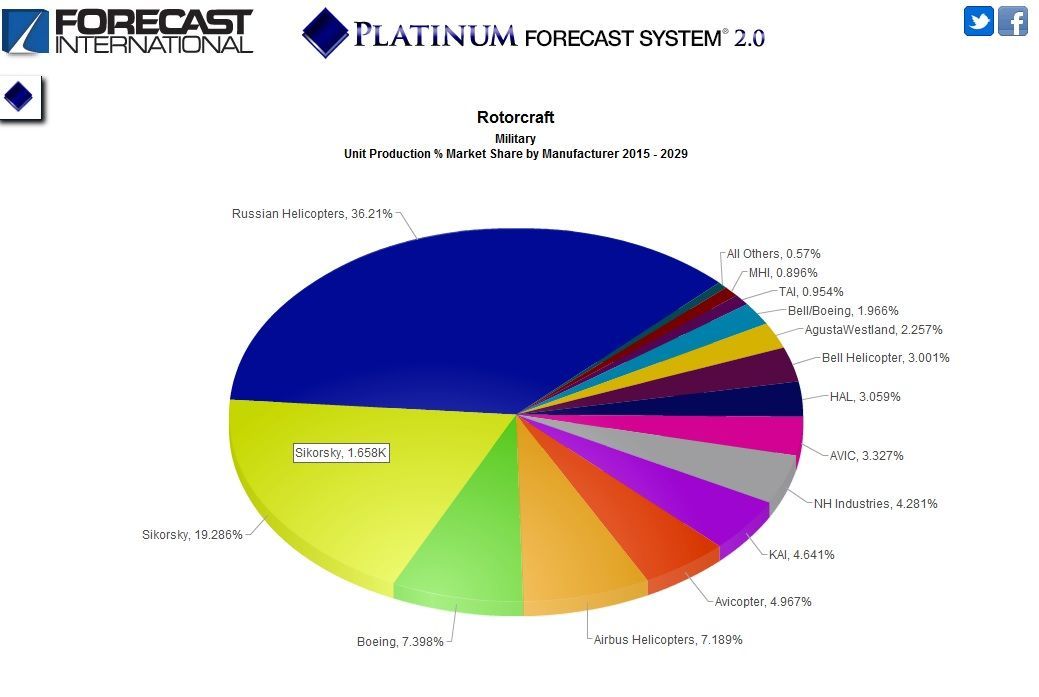 FORECAST
INTERNATIONAL
PLATINUM FORECAST SYSTEM® 2.0
Rotorcraft
Military
Unit Production % Market Share by Manufacturer 2015 - 2029
Russian Helicopters, 36.21%
All Others, 0.57%
MHI, 0.896%
TAI, 0.954%
Bell/Boeing, 1.966%
AgustaWestland, 2.257%
Bell Helicopter, 3.001%
HAL, 3.059%
AVIC, 3.327%
Sikorsky, 1.658K
NH Industries, 4.281%
Sikorsky, 19.286%
KAI, 4.641%
Avicopter, 4.967%
Boeing, 7.398%
Airbus Helicopters, 7.189%